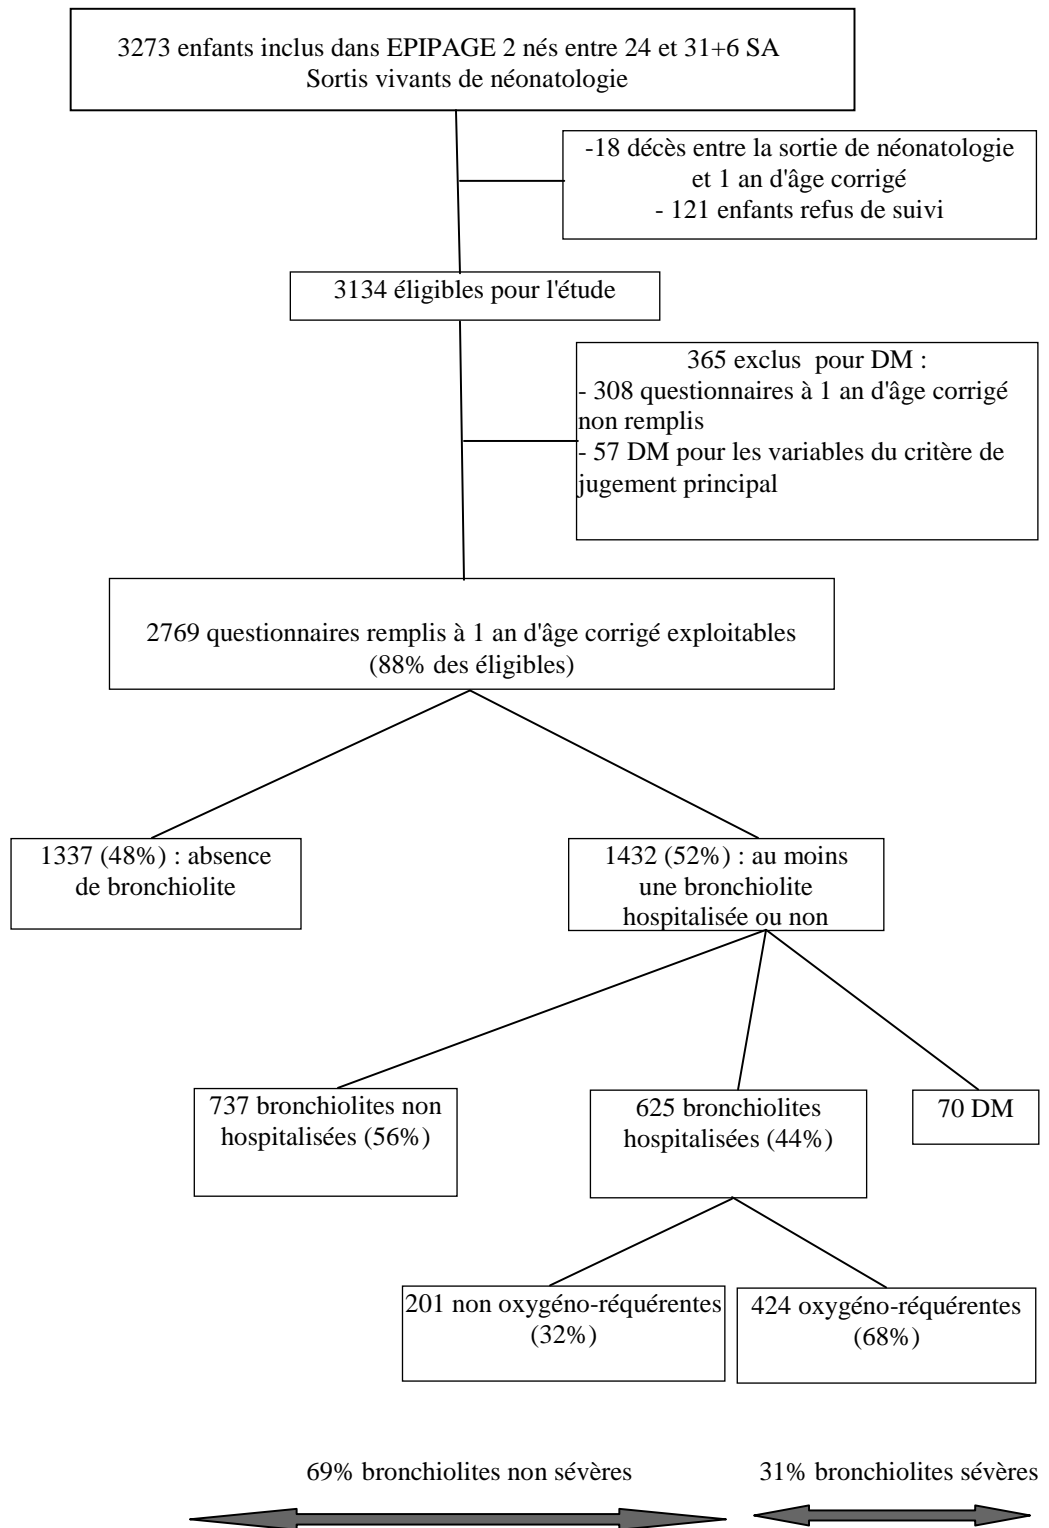 3273 enfants inclus dans EPIPAGE 2 nés entre 24 et 31+6 SA
Sortis vivants de néonatologie
-18 décès entre la sortie de néonatologie
et 1 an d'âge corrigé
- 121 enfants refus de suivi
3134 éligibles pour l'étude
365 exclus pour DM :
- 308 questionnaires à 1 an d'âge corrigé
non remplis
- 57 DM pour les variables du critère de
jugement principal
2769 questionnaires remplis à 1 an d'âge corrigé exploitables
(88% des éligibles)
1337 (48%) : absence
de bronchiolite
1432 (52%) : au moins
une bronchiolite
hospitalisée ou non
737 bronchiolites non
hospitalisées (56%)
625 bronchiolites
hospitalisées (44%)
70 DM
201 non oxygéno-réquérentes
(32%)
424 oxygéno-réquérentes
(68%)
69% bronchiolites non sévères
31% bronchiolites sévères